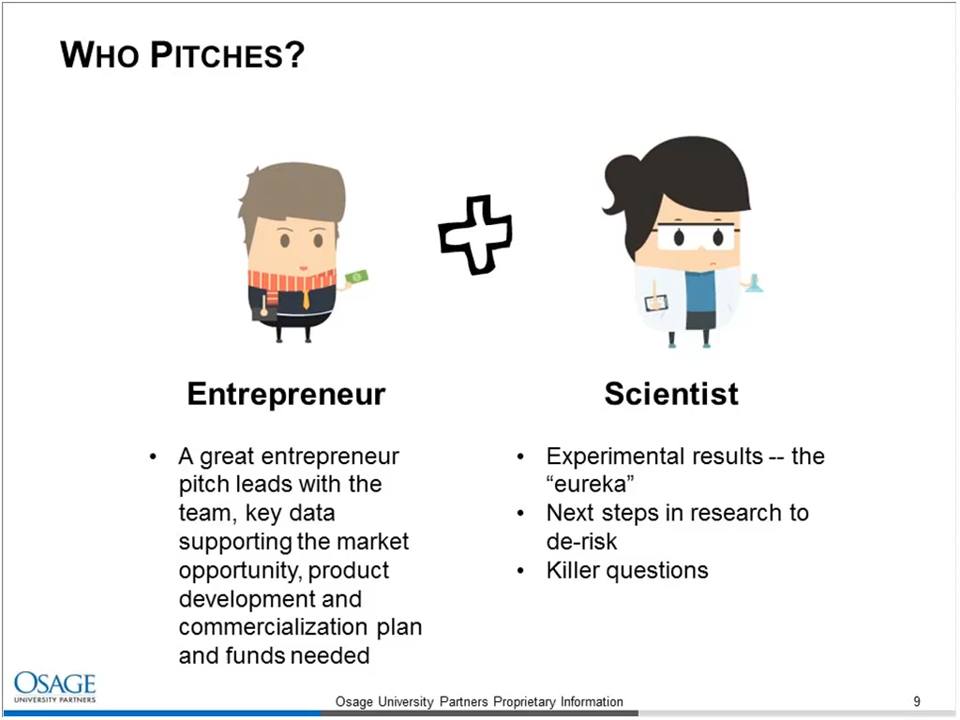 WHO PITCHES?
Entrepreneur
• A great entrepreneur
pitch leads with the
team, key data
supporting the market
opportunity, product
development and
commercialization plan
and funds needed
Scientist
• Experimental results -- the
“eureka”
• Next steps in research to
de-risk
• Killer questions
OSAGE
UNIVERSITY PARTNERS
Osage University Partners Proprietary Information
9